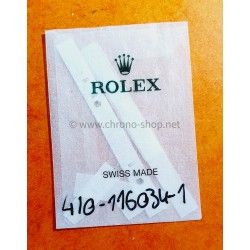 www.chrono-shop.net
ROLEX
SWISS MADE
410-116034-1